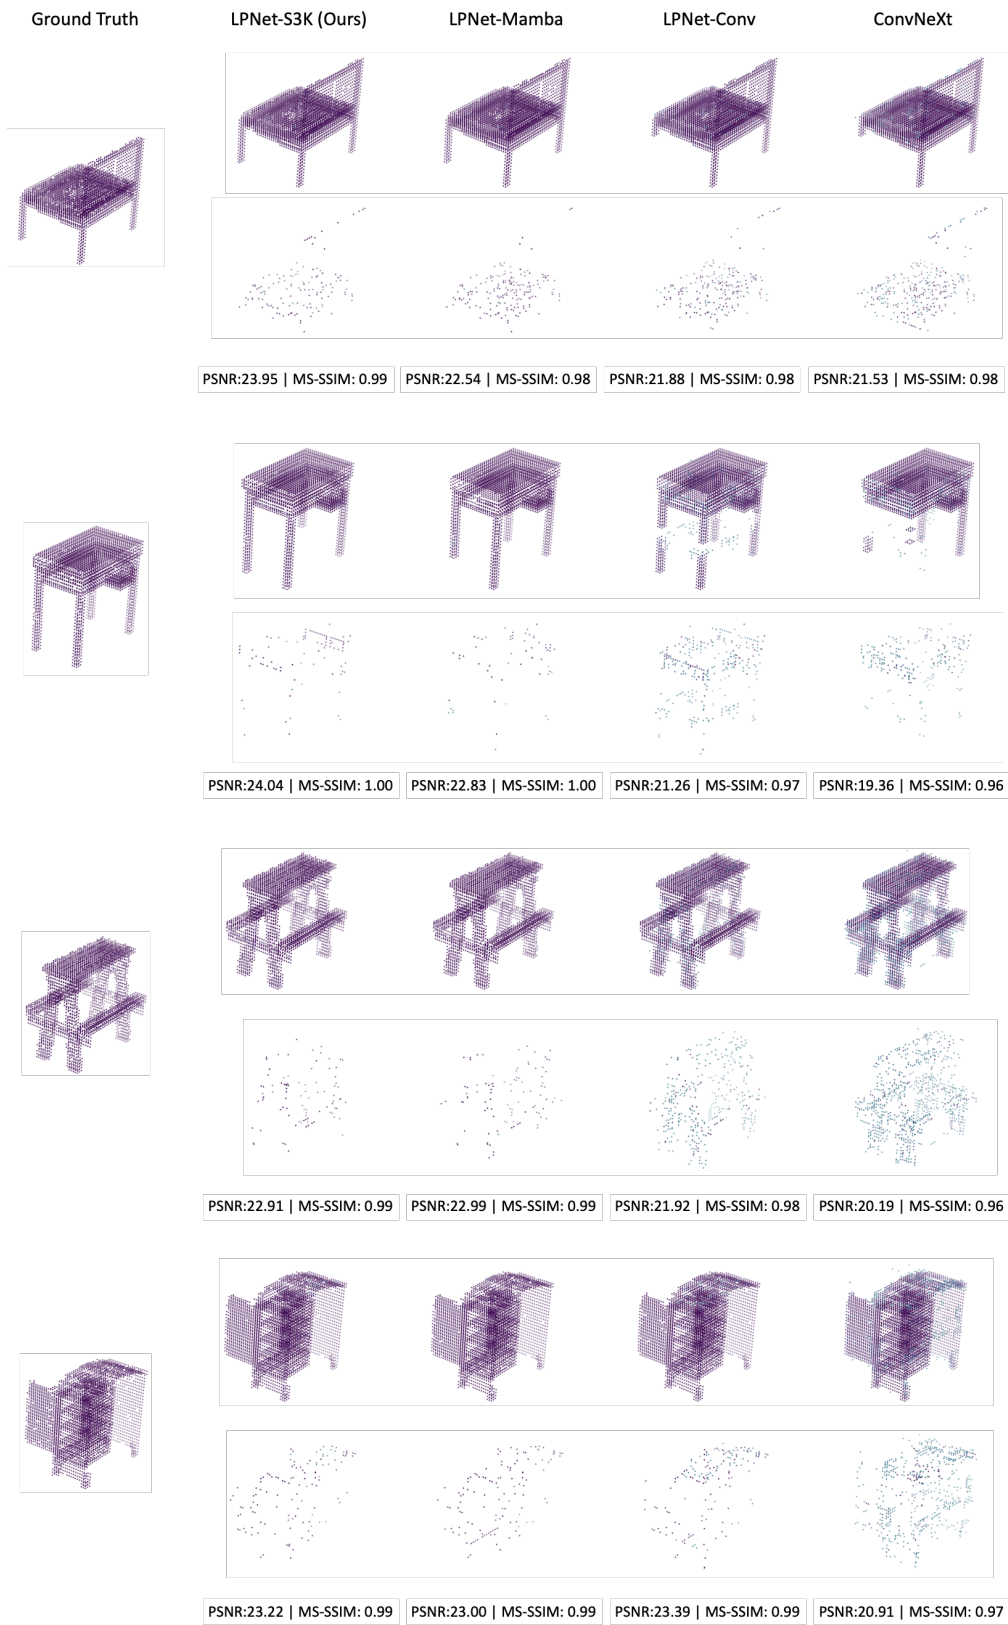 Ground Truth LPNet-S3K (Ours) LPNet-Mamba LPNet-Conv ConvNeXt
PSNR:23.95 | MS-SSIM: 0.99 PSNR:22.54 | MS-SSIM: 0.98 PSNR:21.88 | MS-SSIM: 0.98 PSNR:21.53 | MS-SSIM: 0.98
PSNR:24.04 | MS-SSIM: 1.00 PSNR:22.83 | MS-SSIM: 1.00 PSNR:21.26 | MS-SSIM: 0.97 PSNR:19.36 | MS-SSIM: 0.96
PSNR:22.91 | MS-SSIM: 0.99 PSNR:22.99 | MS-SSIM: 0.99 PSNR:21.92 | MS-SSIM: 0.98 PSNR:20.19 | MS-SSIM: 0.96
PSNR:23.22 | MS-SSIM: 0.99 PSNR:23.00 | MS-SSIM: 0.99 PSNR:23.39 | MS-SSIM: 0.99 PSNR:20.91 | MS-SSIM: 0.97